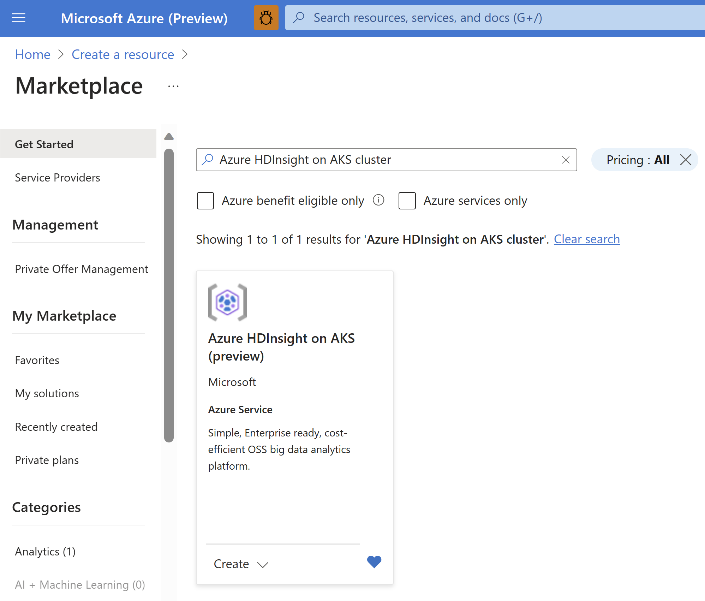 Microsoft Azure (Preview)
Search resources, services, and docs (G+/)
Home > Create a resource >
Marketplace ...
Get Started
Service Providers
Management
Private Offer Management
My Marketplace
Favorites
My solutions
Recently created
Private plans
Categories
Analytics (1)
AI + Machine Learning (0)
Azure HDInsight on AKS cluster
Pricing : All
Azure benefit eligible only
Azure services only
Showing 1 to 1 of 1 results for 'Azure HDInsight on AKS cluster'. Clear search
Azure HDInsight on AKS
(preview)
Microsoft
Azure Service
Simple, Enterprise ready, cost-
efficient OSS big data analytics
platform.
Create